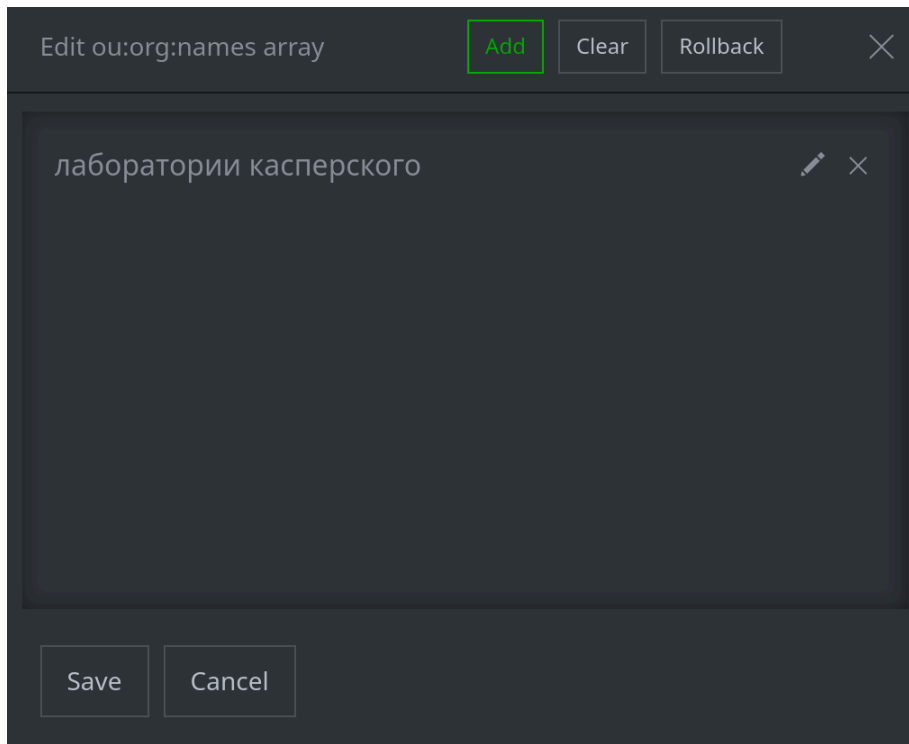 Edit ou:org:names array
Add
Clear
Rollback
лаборатории касперского
Save
Cancel